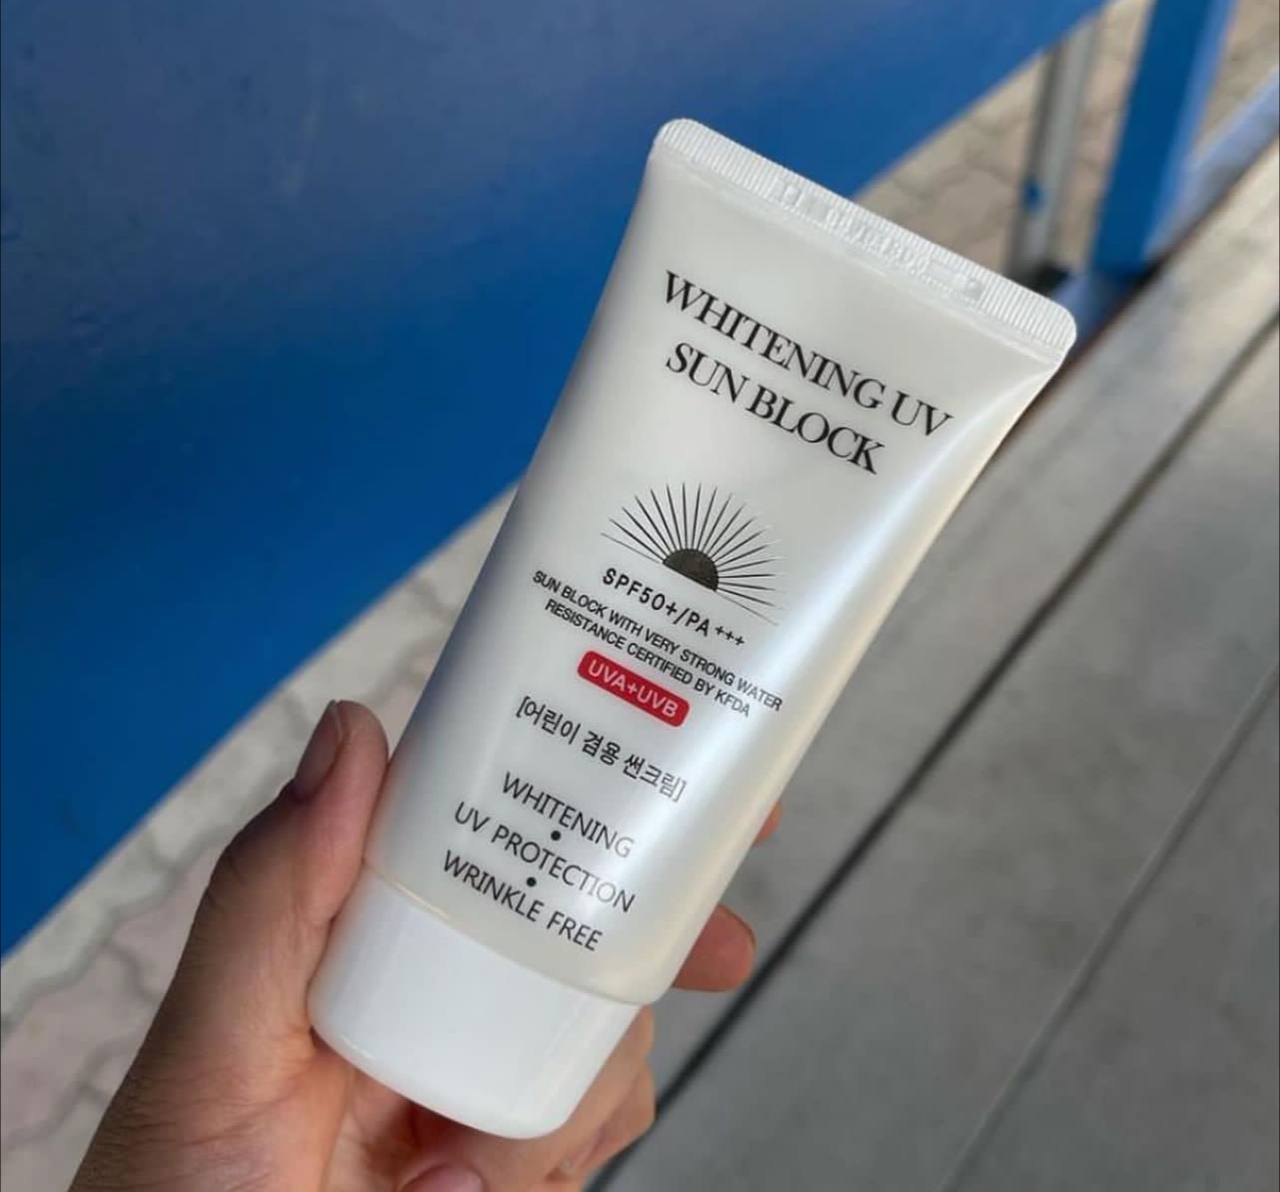 WHITENING UV
SUN BLOCK
SPF50+/PA +++
SUN BLOCK WITH VERY STRONG WATER
RESISTANCE CERTIFIED BY KFDA
UVA+UVB
[어린이 겸용 썬크림]
WHITENING
•
UV PROTECTION
•
WRINKLE FREE